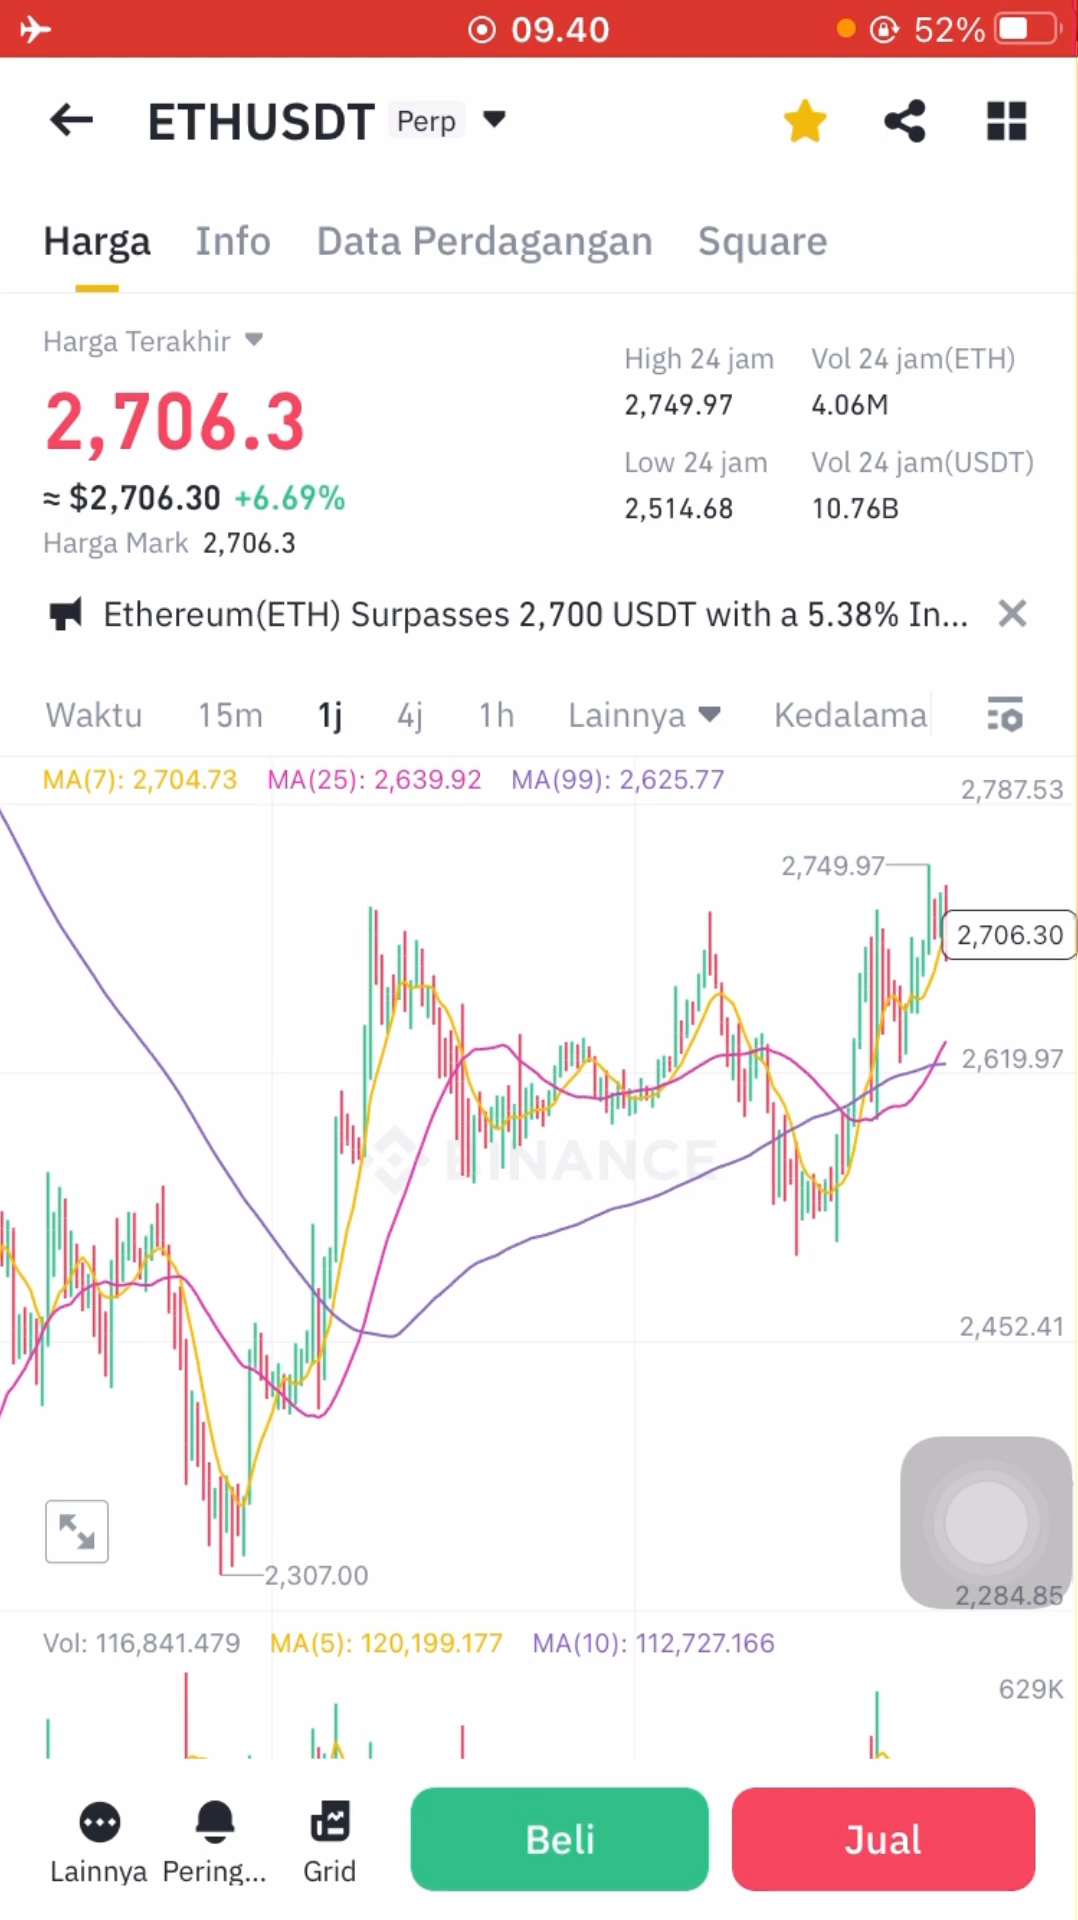 09.40 52%
ETHUSDT Perp
Harga Info Data Perdagangan Square
Harga Terakhir
2,706.3
≈ $2,706.30 +6.69%
Harga Mark 2,706.3
High 24 jam Vol 24 jam(ETH)
2,749.97 4.06M
Low 24 jam Vol 24 jam(USDT)
2,514.68 10.76B
Ethereum(ETH) Surpasses 2,700 USDT with a 5.38% In...
Waktu 15m 1j 4j 1h Lainnya Kedalama
MA(7): 2,704.73 MA(25): 2,639.92 MA(99): 2,625.77
2,787.53
2,749.97
2,706.30
2,619.97
BINANCE
2,452.41
2,307.00
2,284.85
Vol: 116,841.479 MA(5): 120,199.177 MA(10): 112,727.166
629K
Lainnya Pering... Grid Beli Jual